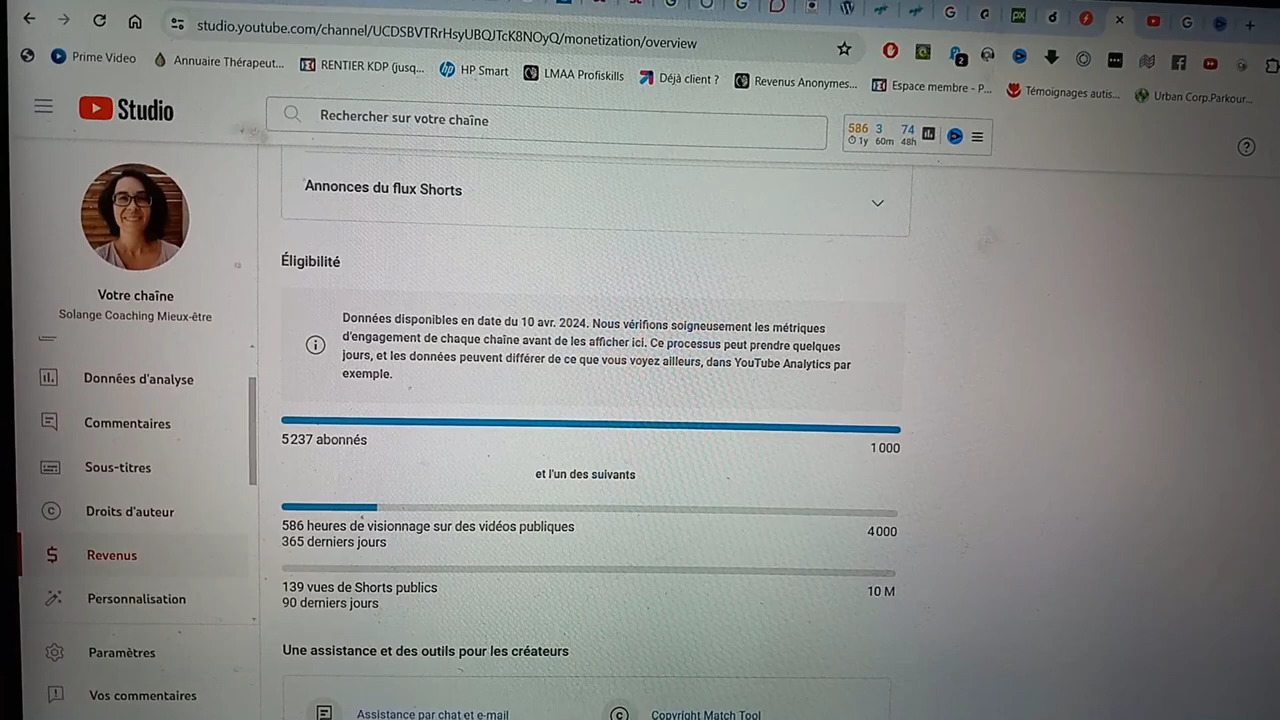 studio.youtube.com/channel/UCDSBVTRrHsyUBQJTcK8NOyQ/monetization/overview
Prime Video
Annuaire Thérapeut...
RENTIER KDP (jusq...
HP Smart
LMAA Profiskills
Déjà client ?
Revenus Anonymes...
Espace membre - P...
Témoignages autis...
Urban Corp.Parkour...
Studio
Rechercher sur votre chaîne
586 3 74
1y 60m 48h
Votre chaîne
Solange Coaching Mieux-être
Données d'analyse
Commentaires
Sous-titres
Droits d'auteur
Revenus
Personnalisation
Paramètres
Vos commentaires
Annonces du flux Shorts
Éligibilité
Données disponibles en date du 10 avr. 2024. Nous vérifions soigneusement les métriques
d'engagement de chaque chaîne avant de les afficher ici. Ce processus peut prendre quelques
jours, et les données peuvent différer de ce que vous voyez ailleurs, dans YouTube Analytics par
exemple.
5 237 abonnés
1 000
et l'un des suivants
586 heures de visionnage sur des vidéos publiques
365 derniers jours
4 000
139 vues de Shorts publics
90 derniers jours
10 M
Une assistance et des outils pour les créateurs
Assistance par chat et e-mail
Copyright Match Tool